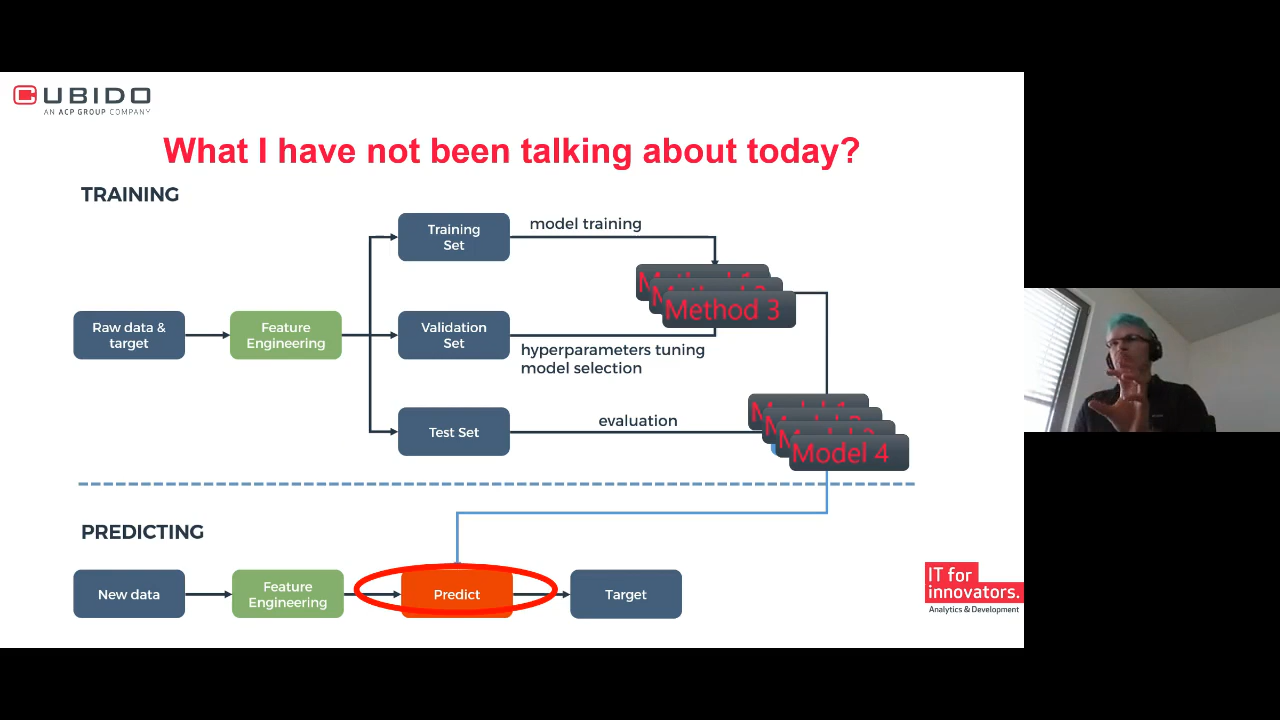 CUBIDO
AN ACP GROUP COMPANY
What I have not been talking about today?
TRAINING
Training
Set
model training
Method 3
Raw data &
target
Feature
Engineering
Validation
Set
hyperparameters tuning
model selection
Test Set
evaluation
Model 4
PREDICTING
New data
Feature
Engineering
Predict
Target
IT for
innovators.
Analytics & Development